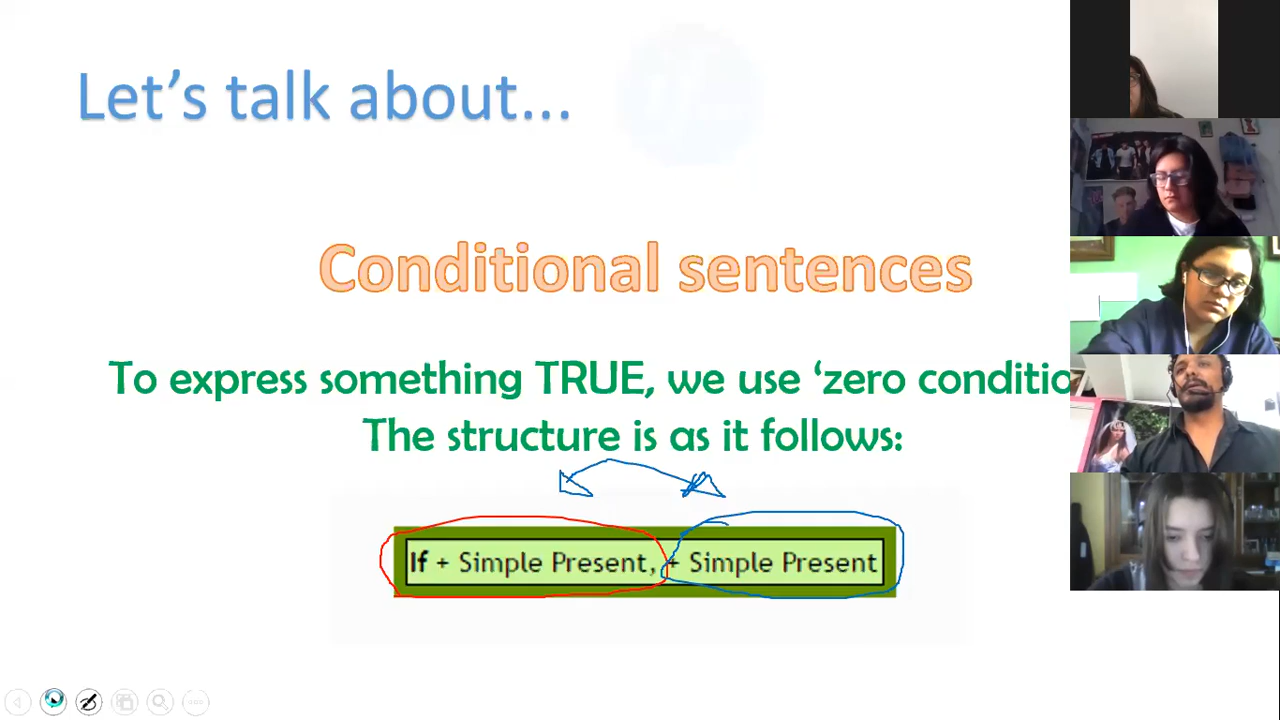 Let's talk about...
Conditional sentences
To express something TRUE, we use ‘zero conditio
The structure is as it follows:
If + Simple Present, + Simple Present